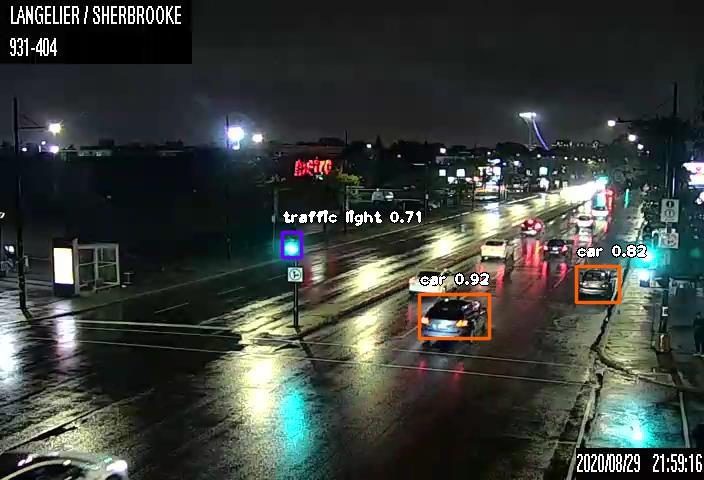 LANGELIER / SHERBROOKE
931-404
metro
traffic light 0.71
car 0.82
car 0.92
2020/08/29 21:59:16